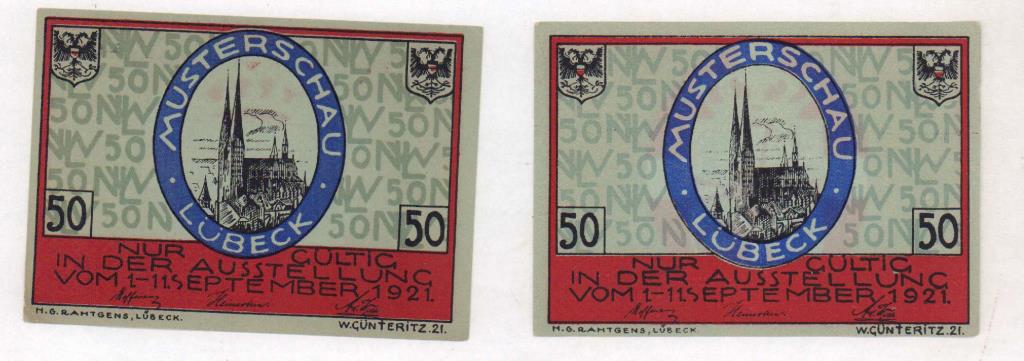 MUSTERSCHAU
LÜBECK
50 50
NUR GÜLTIG
IN DER AUSSTELLUNG
VOM 1-11.SEPTEMBER 1921.
H.G.RAHTGENS, LÜBECK.
W.GÜNTERITZ.21.
MUSTERSCHAU
LÜBECK
50 50
NUR GÜLTIG
IN DER AUSSTELLUNG
VOM 1-11.SEPTEMBER 1921.
H.G.RAHTGENS, LÜBECK.
W.GÜNTERITZ.21.